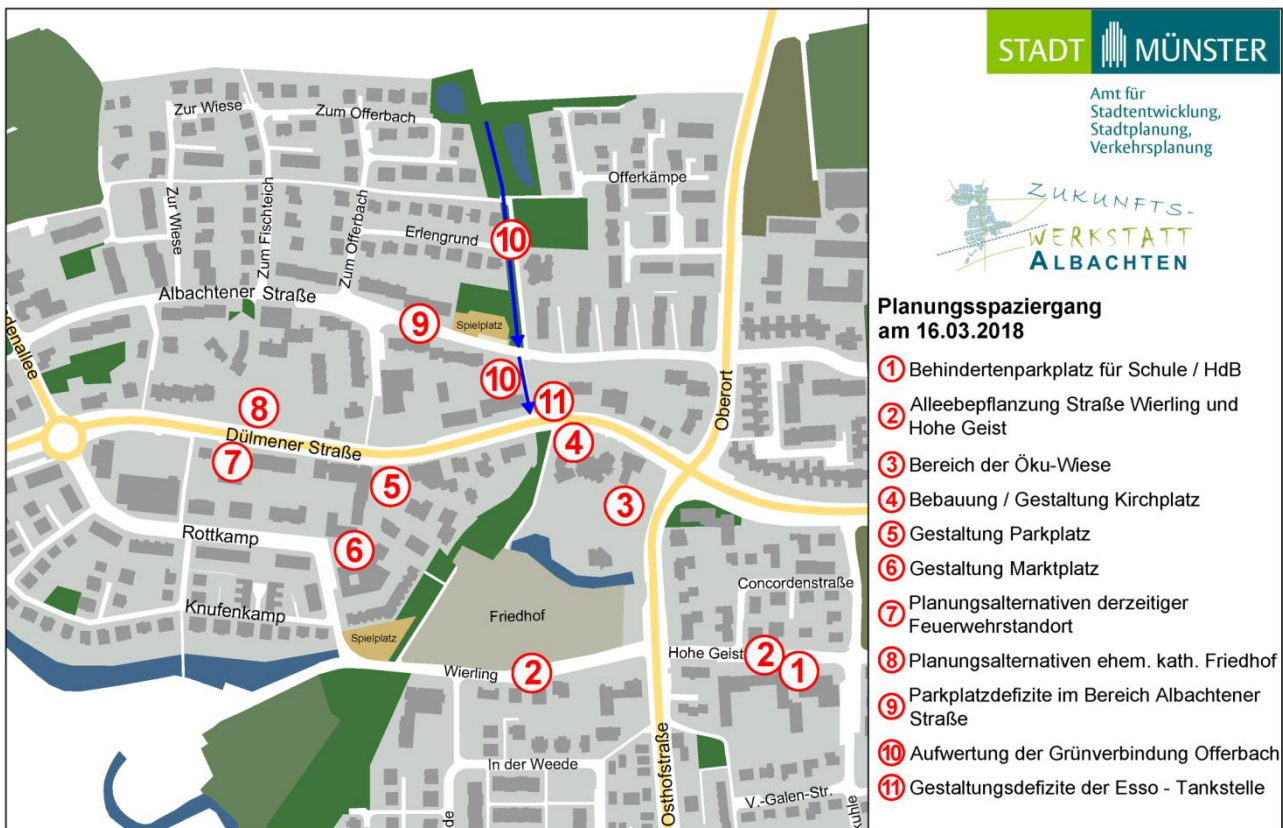 Zur Wiese
Zum Offerbach
Offerkämpe
Zur Wiese
Zum Fischteich
Zum Offerbach
Erlengrund
10
Oberort
Albachtener Straße
9
Spielplatz
denallee
10
11
8
Dülmener Straße
4
7
5
3
Rottkamp
6
Concordenstraße
Knufenkamp
Friedhof
Spielplatz
Hohe Geist
2
1
Wierling
2
In der Weede
Osthofstraße
V.-Galen-Str.
de
kuhle
STADT MÜNSTER
Amt für
Stadtentwicklung,
Stadtplanung,
Verkehrsplanung
ZUKUNFTS-
WERKSTATT
ALBACHTEN
Planungsspaziergang
am 16.03.2018
1 Behindertenparkplatz für Schule / HdB
2 Alleebepflanzung Straße Wierling und
Hohe Geist
3 Bereich der Öku-Wiese
4 Bebauung / Gestaltung Kirchplatz
5 Gestaltung Parkplatz
6 Gestaltung Marktplatz
7 Planungsalternativen derzeitiger
Feuerwehrstandort
8 Planungsalternativen ehem. kath. Friedhof
9 Parkplatzdefizite im Bereich Albachtener
Straße
10 Aufwertung der Grünverbindung Offerbach
11 Gestaltungsdefizite der Esso - Tankstelle